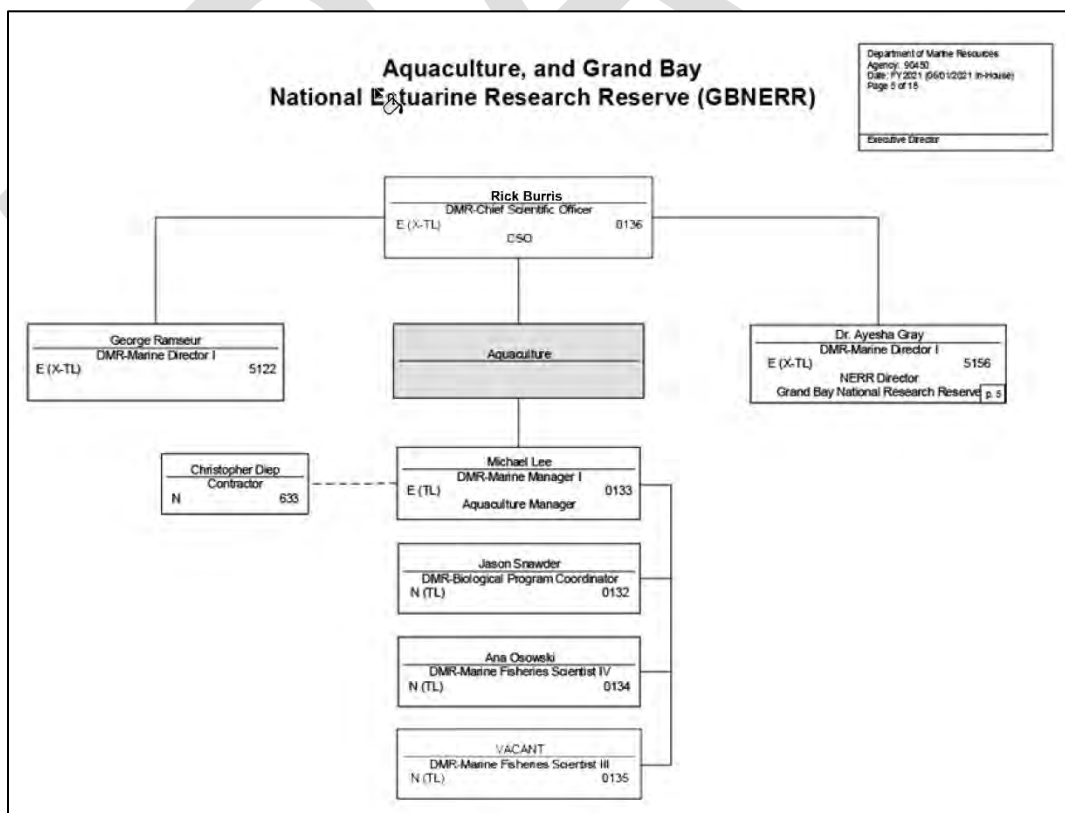 Aquaculture, and Grand Bay
National Estuarine Research Reserve (GBNERR)
Department of Marine Resources
Agency: 90450
Date: FY2021 (06/01/2021 In-House)
Page 5 of 16
Executive Director
Rick Burris
DMR-Chief Scientific Officer
E (X-TL) 0136
CSO
George Ramseur
DMR-Marine Director I
E (X-TL) 5122
Aquaculture
Dr. Ayesha Gray
DMR-Marine Director I
E (X-TL) 5156
NERR Director
Grand Bay National Research Reserve p. 5
Christopher Diep
Contractor
N 633
Michael Lee
DMR-Marine Manager I
E (TL) 0133
Aquaculture Manager
Jason Snawder
DMR-Biological Program Coordinator
N (TL) 0132
Ana Osowski
DMR-Marine Fisheries Scientist IV
N (TL) 0134
VACANT
DMR-Marine Fisheries Scientist III
N (TL) 0135